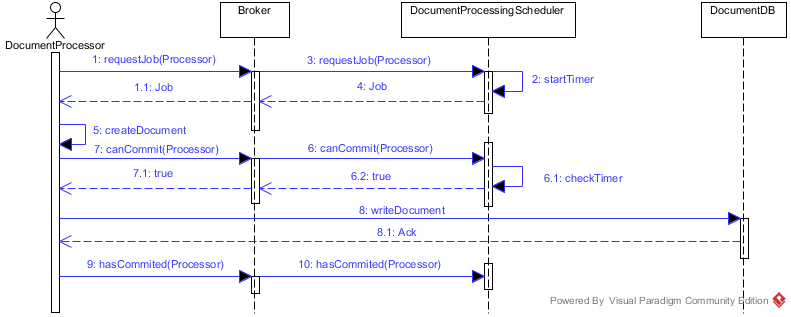 Broker
DocumentProcessingScheduler
DocumentDB
DocumentProcessor
1: requestJob(Processor)
3: requestJob(Processor)
2: startTimer
1.1: Job
4: Job
5: createDocument
7: canCommit(Processor)
6: canCommit(Processor)
7.1: true
6.2: true
6.1: checkTimer
8: writeDocument
8.1: Ack
9: hasCommited(Processor)
10: hasCommited(Processor)
Powered By Visual Paradigm Community Edition